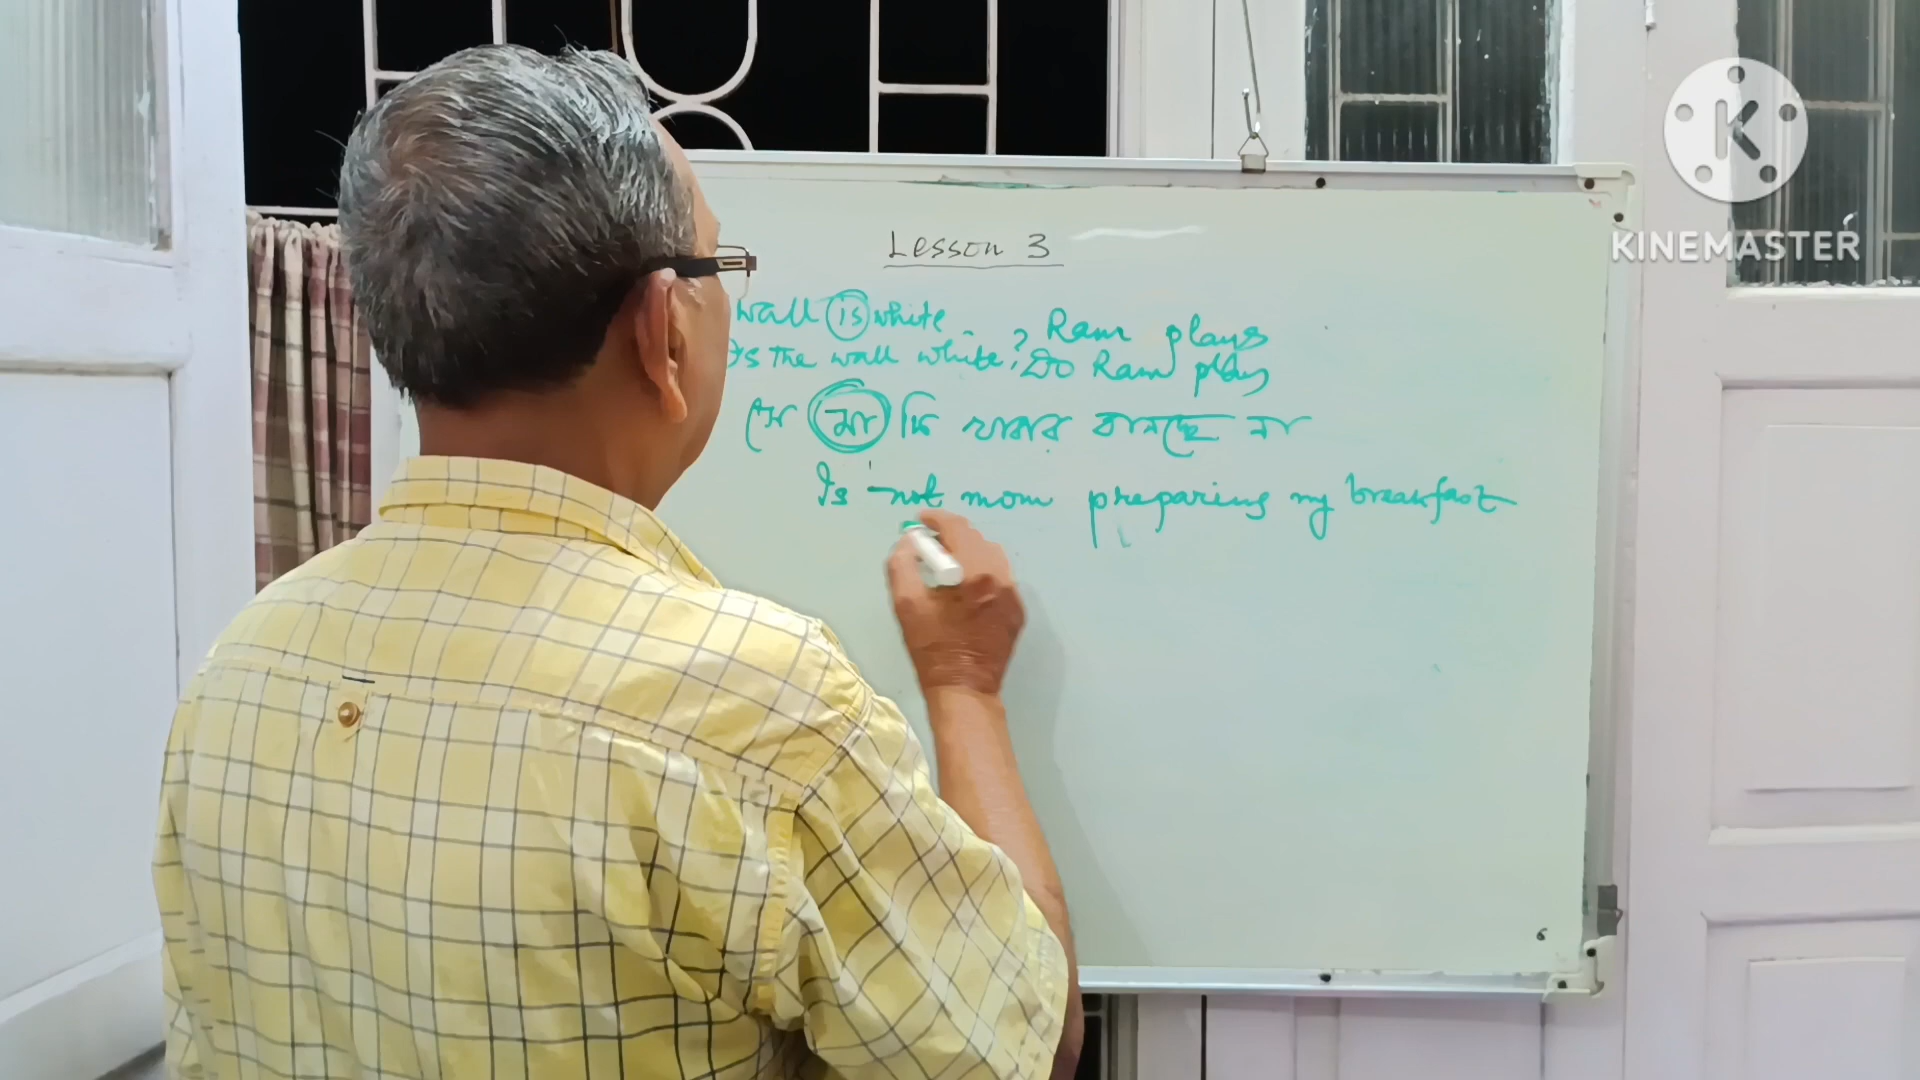 Lesson 3
wall is white.
Is the wall white?
Ram plays
Do Ram play
মা কি খাবার বানাচ্ছে না
Is not mom preparing my breakfast
KINEMASTER